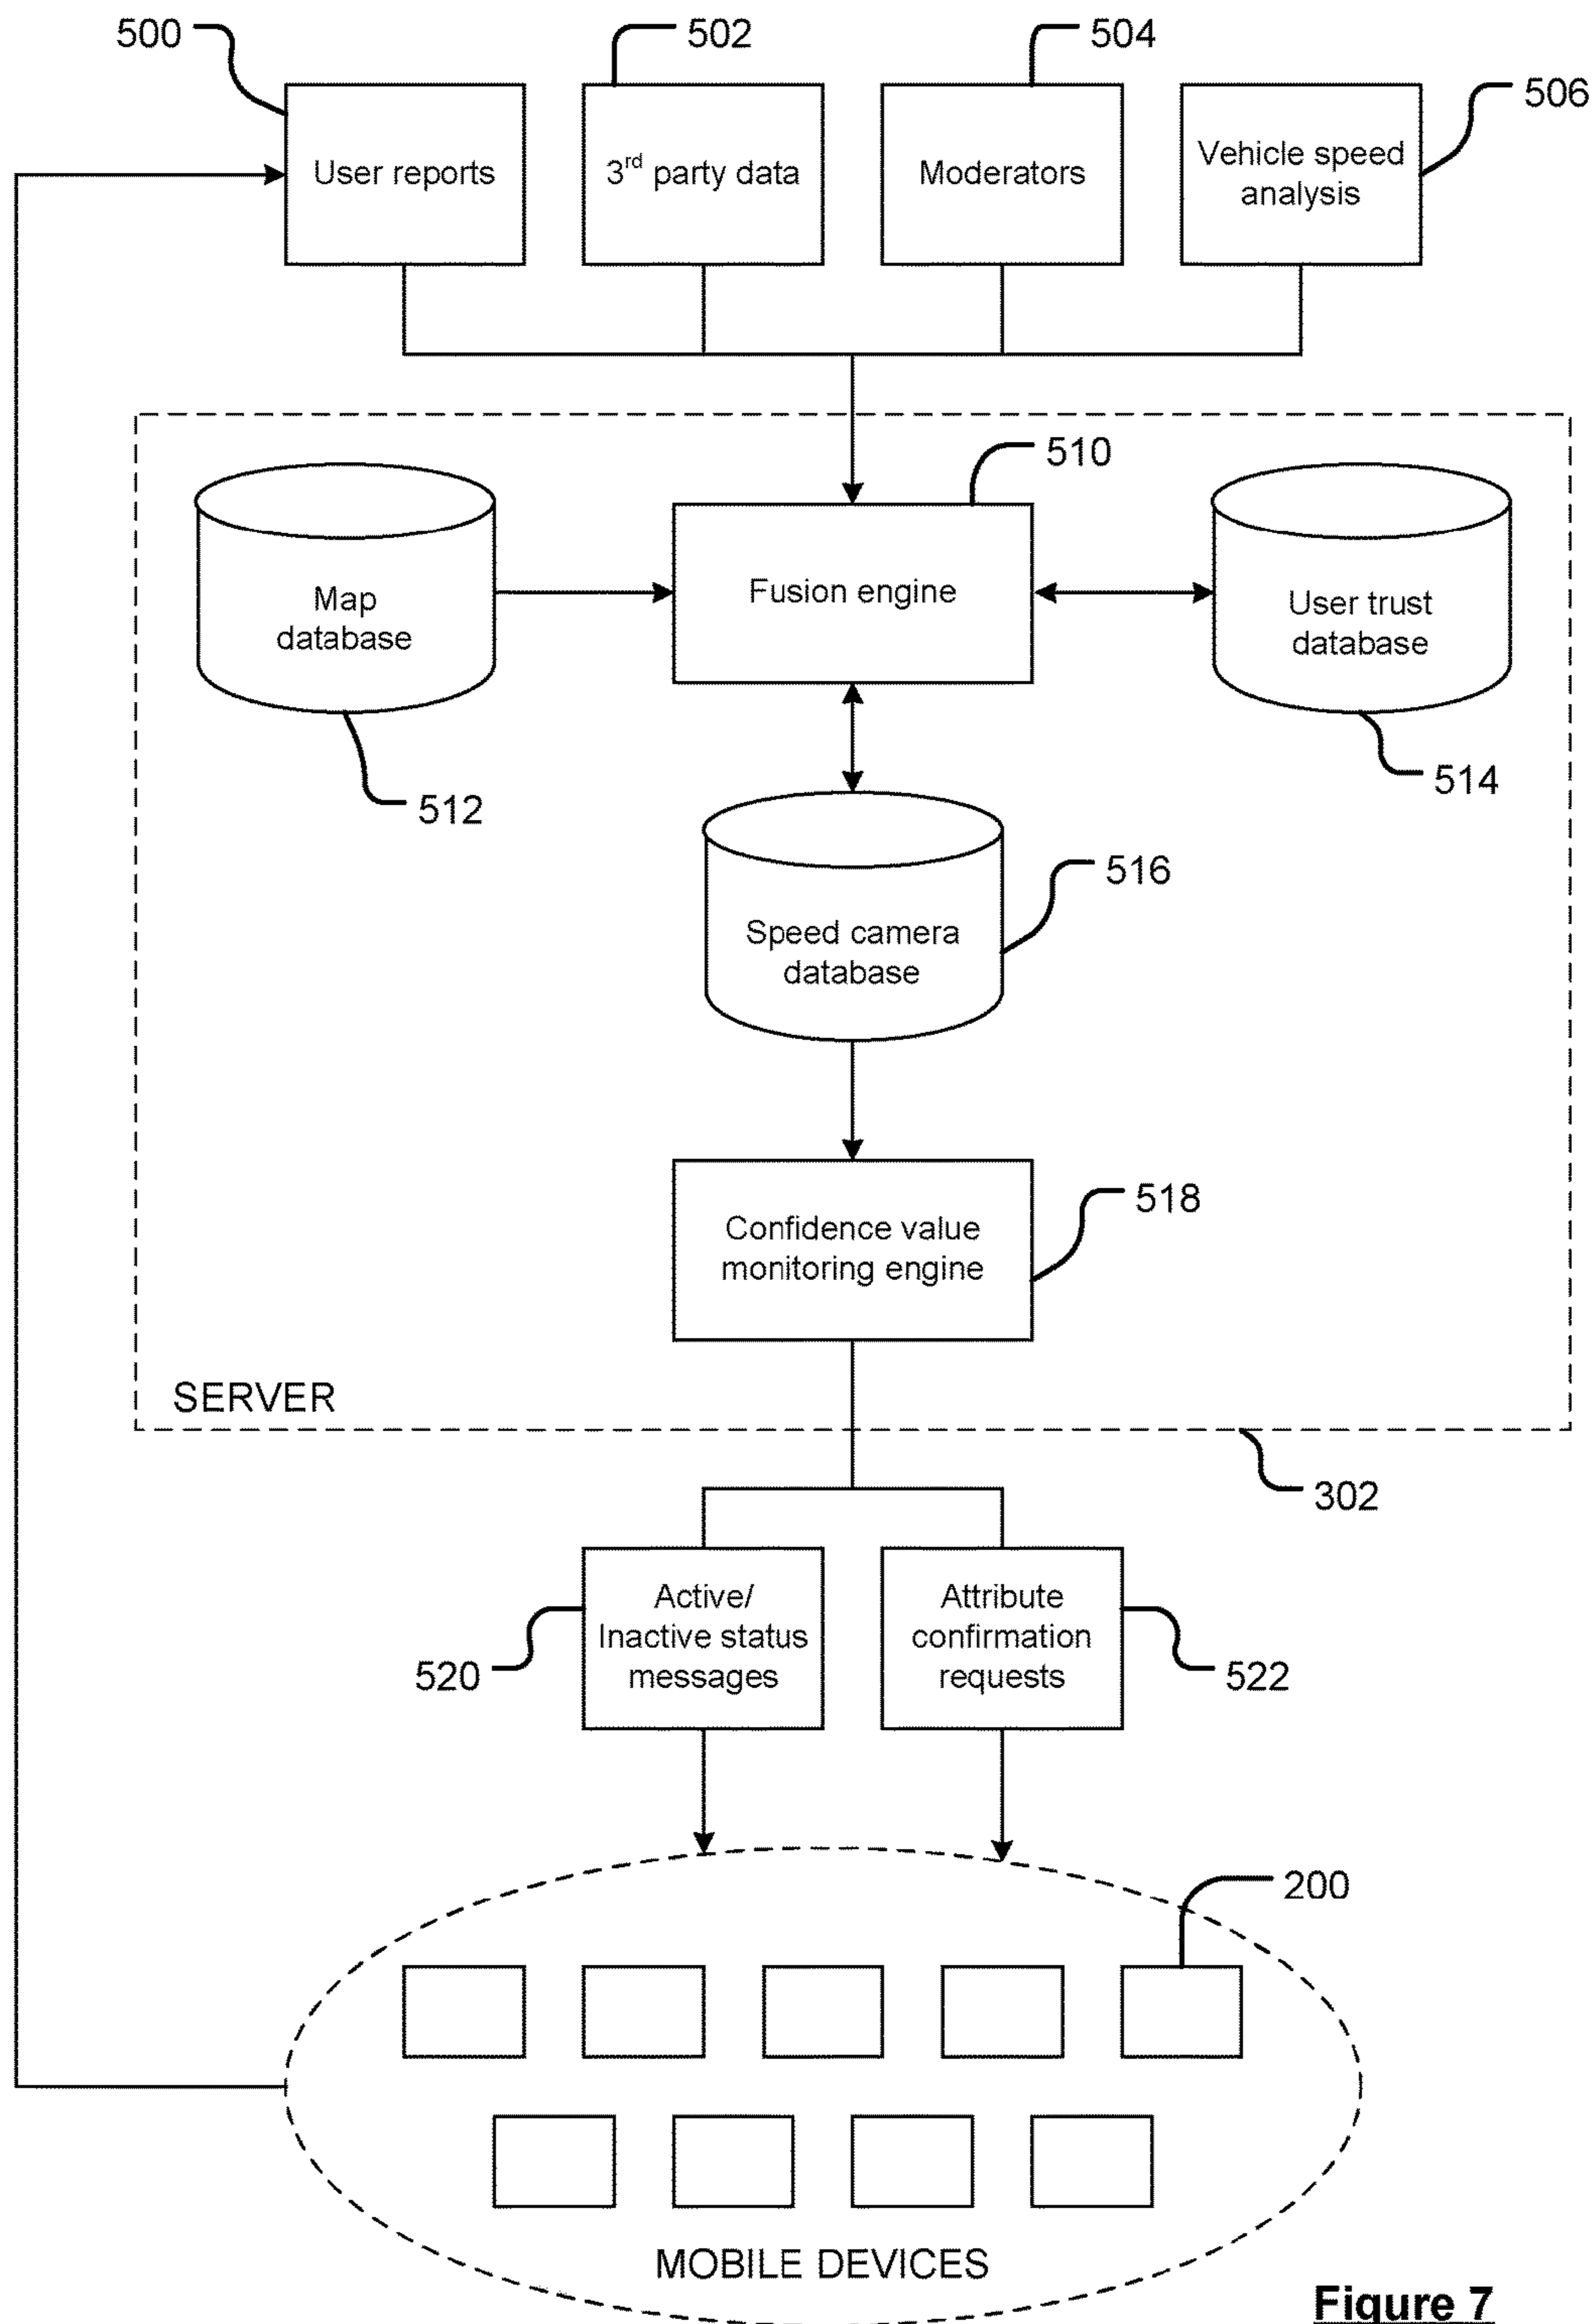 500
502
504
506
User reports
3rd party data
Moderators
Vehicle speed
analysis
510
Map
database
Fusion engine
User trust
database
512
514
516
Speed camera
database
518
Confidence value
monitoring engine
SERVER
302
Active/
Inactive status
messages
Attribute
confirmation
requests
520
522
200
MOBILE DEVICES
Figure 7